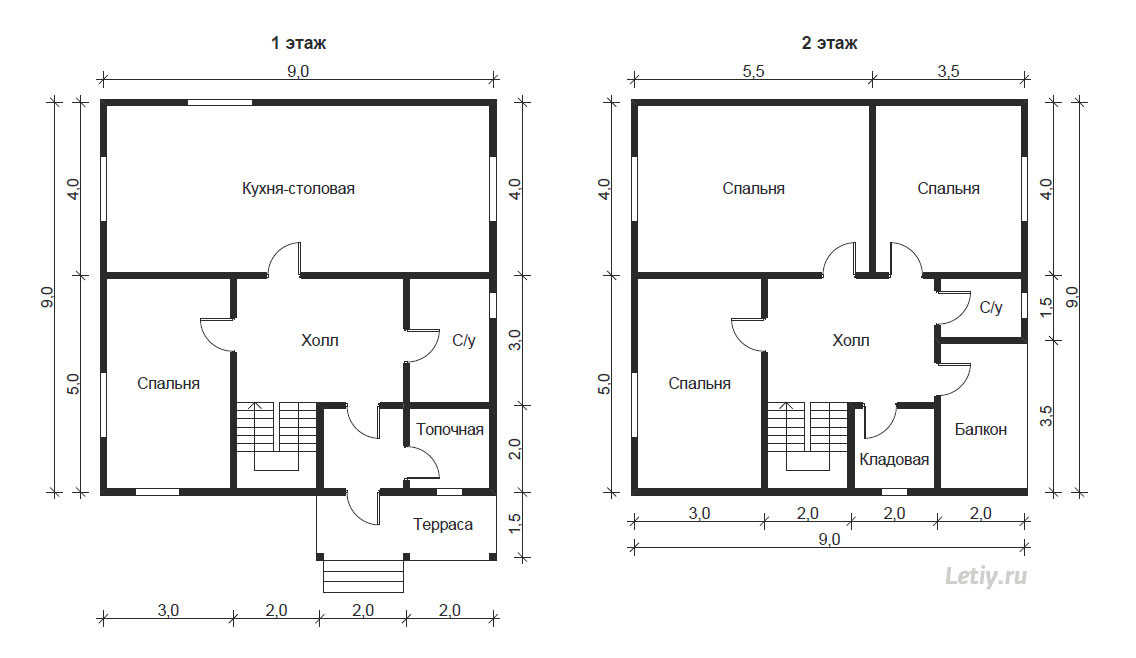 1 этаж
2 этаж
9,0
5,5
3,5
4,0
Кухня-столовая
4,0
4,0
Спальня
Спальня
4,0
9,0
5,0
Спальня
Холл
С/у
3,0
Топочная
2,0
Терраса
1,5
5,0
Спальня
Холл
С/у
1,5
9,0
Балкон
3,5
Кладовая
3,0
2,0
2,0
2,0
9,0
3,0
2,0
2,0
2,0
Letiy.ru